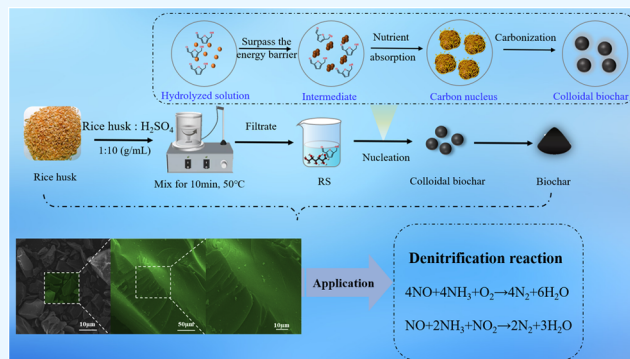 Surpass the
energy barrier
Nutrient
absorption
Carbonization
Hydrolyzed solution
Intermediate
Carbon nucleus
Colloidal biochar
Rice husk : H₂SO₄
1:10 (g/mL)
Filtrate
Nucleation
Rice husk
Mix for 10min, 50°C
RS
Colloidal biochar
Biochar
10μm
50μm
10μm
Application
Denitrification reaction
4NO+4NH₃+O₂→4N₂+6H₂O
NO+2NH₃+NO₂→2N₂+3H₂O